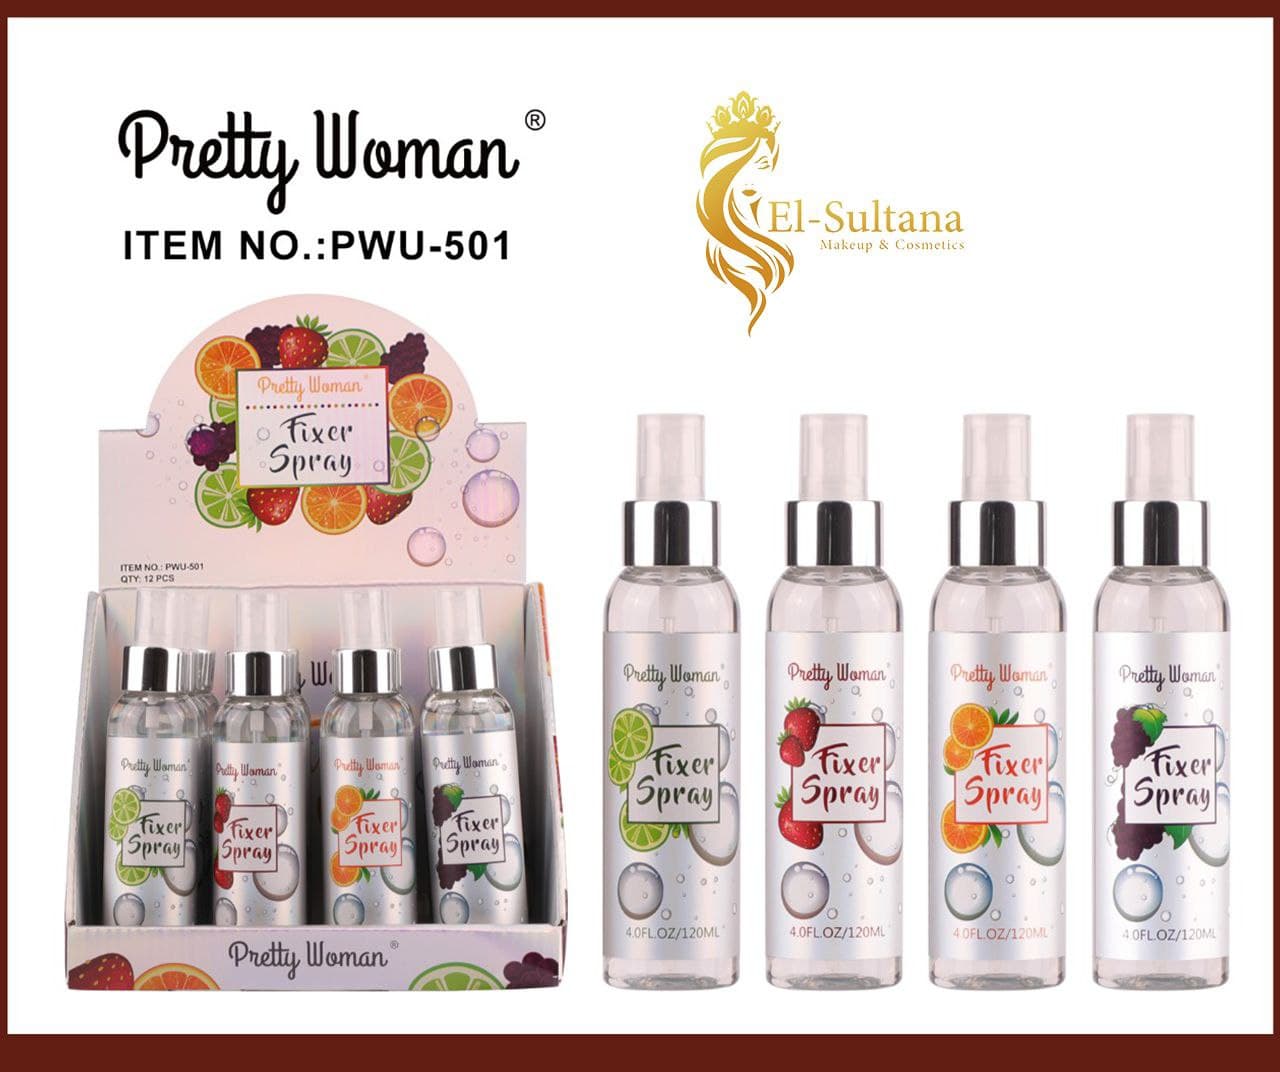 Pretty Woman®
ITEM NO.:PWU-501
El-Sultana
Makeup & Cosmetics
Pretty Woman®
Fixer
Spray
ITEM NO.: PWU-501
QTY: 12 PCS
Pretty Woman®
Fixer
Spray
Pretty Woman®
Fixer
Spray
Pretty Woman®
Fixer
Spray
Pretty Woman®
Fixer
Spray
Pretty Woman®
Pretty Woman®
Fixer
Spray
4.0FL.OZ/120ML
Pretty Woman®
Fixer
Spray
4.0FL.OZ/120ML
Pretty Woman®
Fixer
Spray
4.0FL.OZ/120ML
Pretty Woman®
Fixer
Spray
4.0FL.OZ/120ML